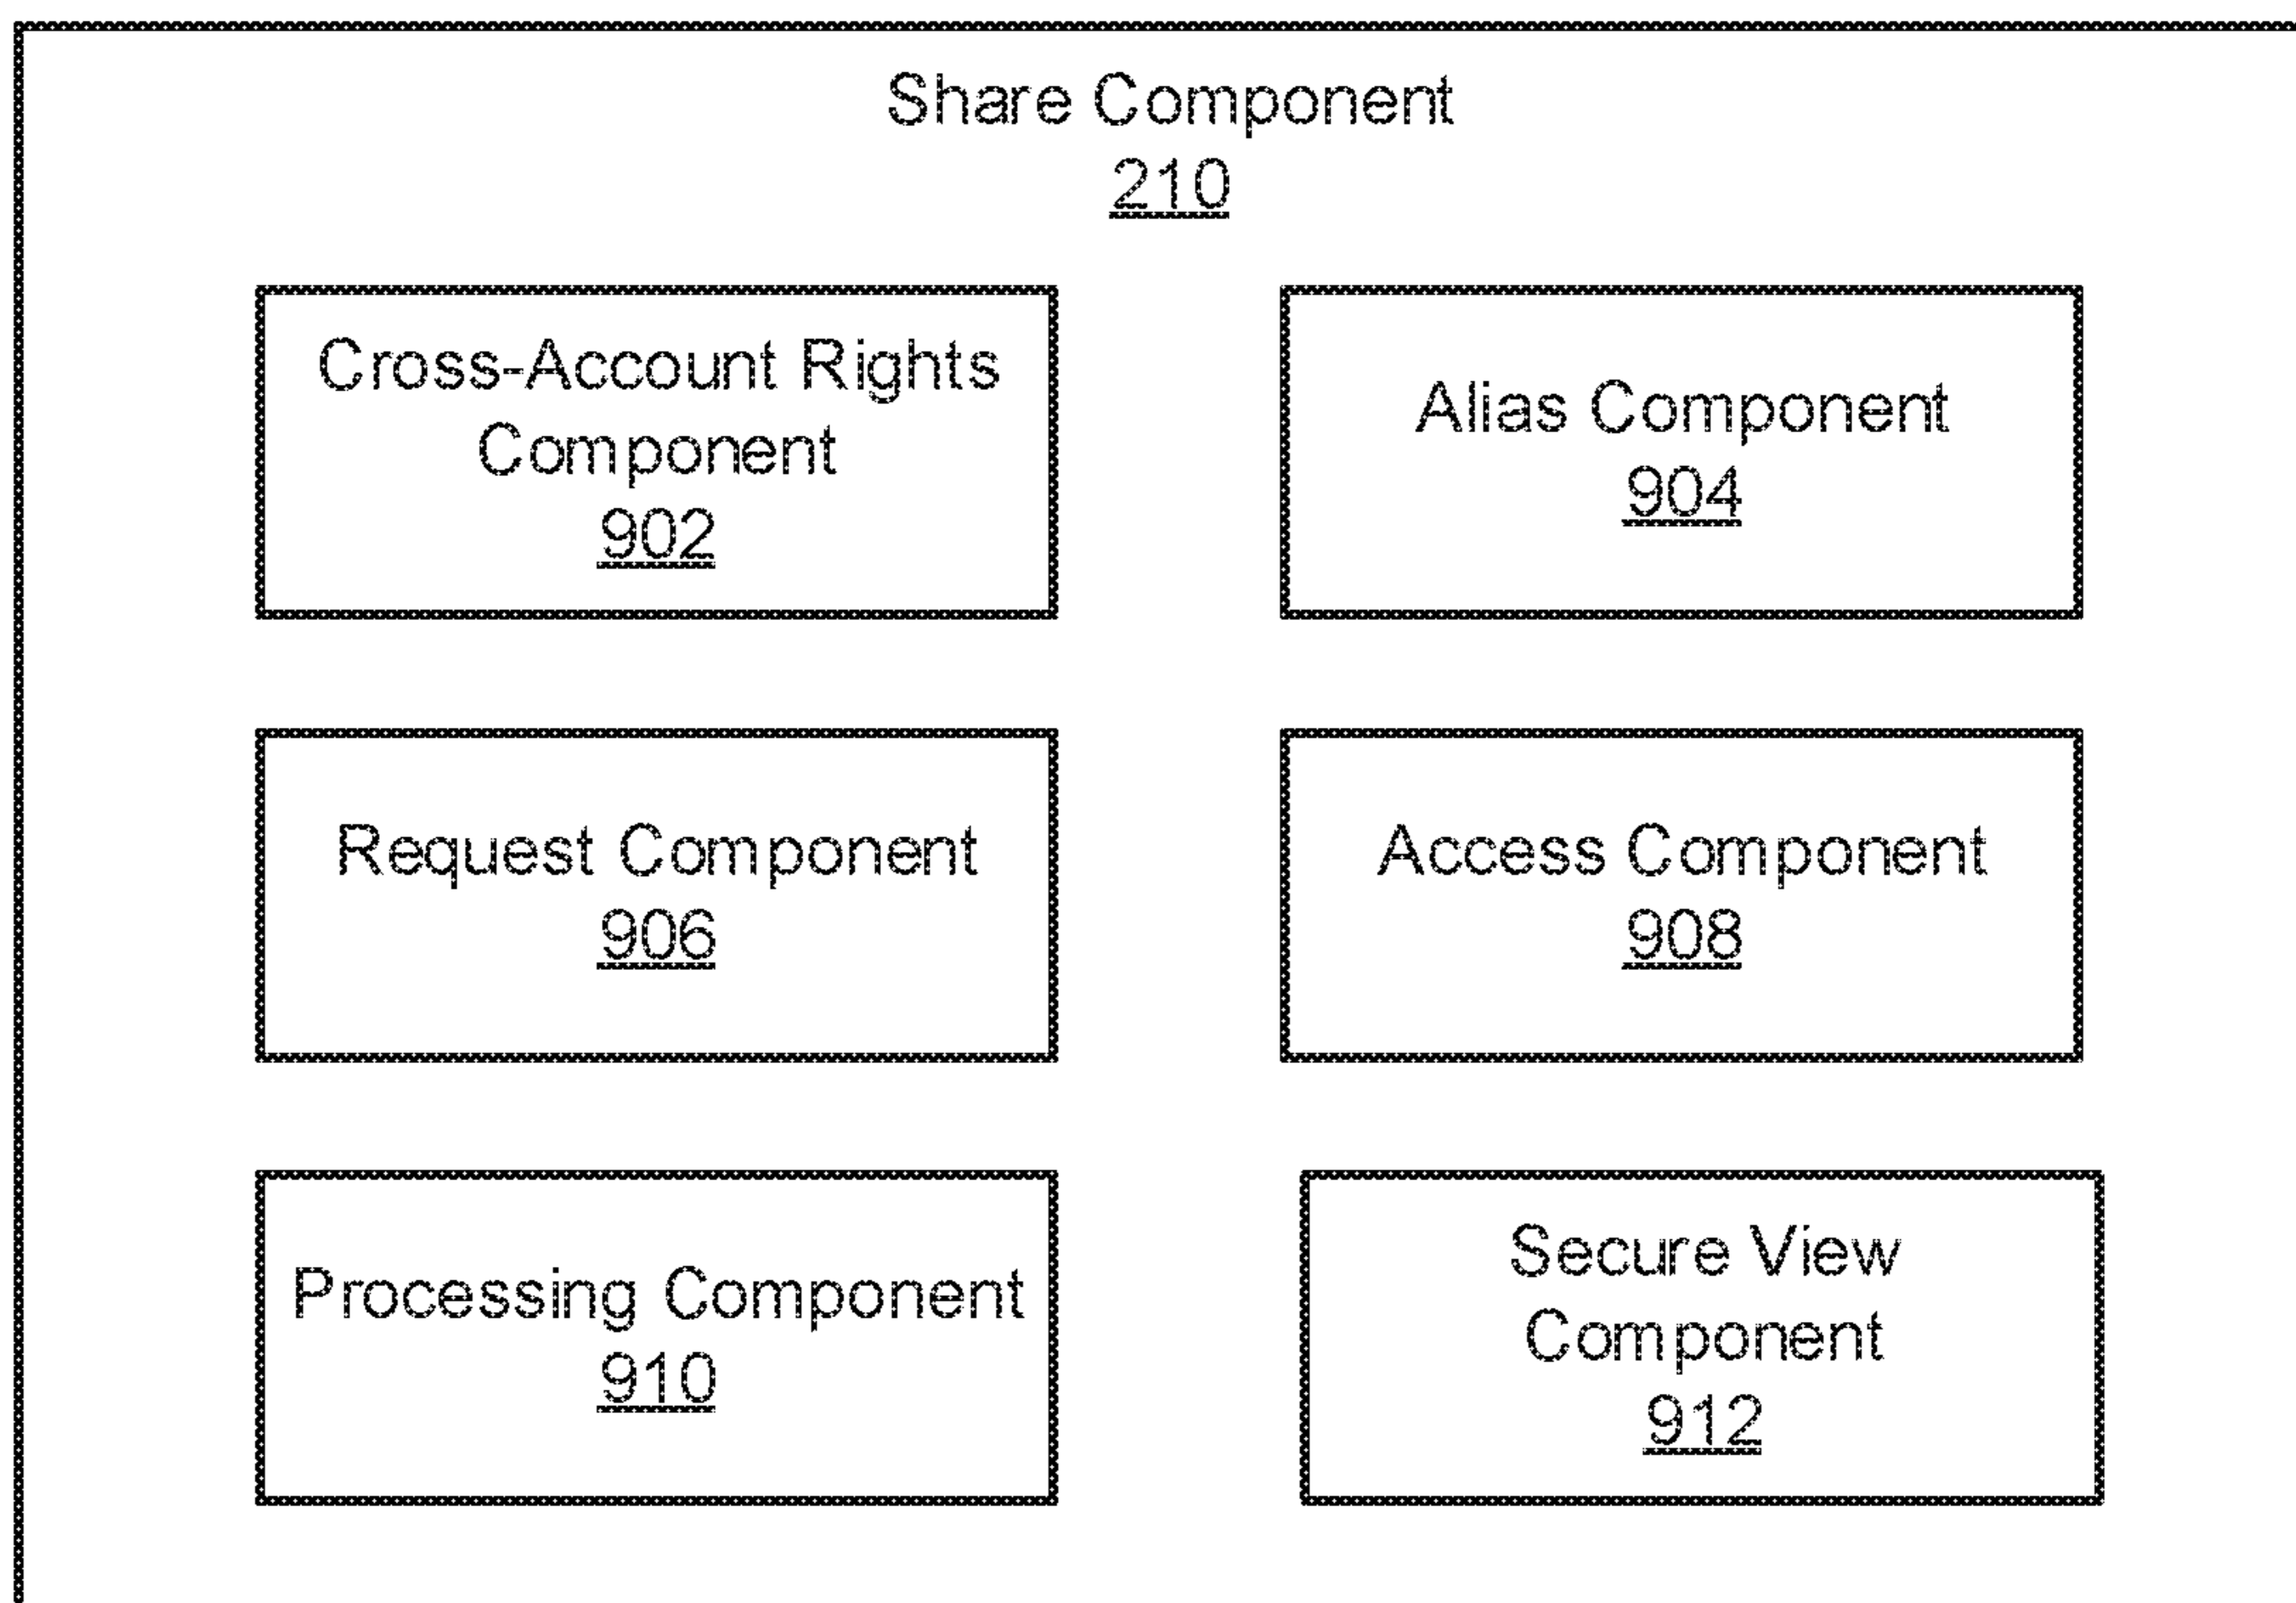 Share Component
210
Cross-Account Rights
Component
902
Alias Component
904
Request Component
906
Access Component
908
Processing Component
910
Secure View
Component
912